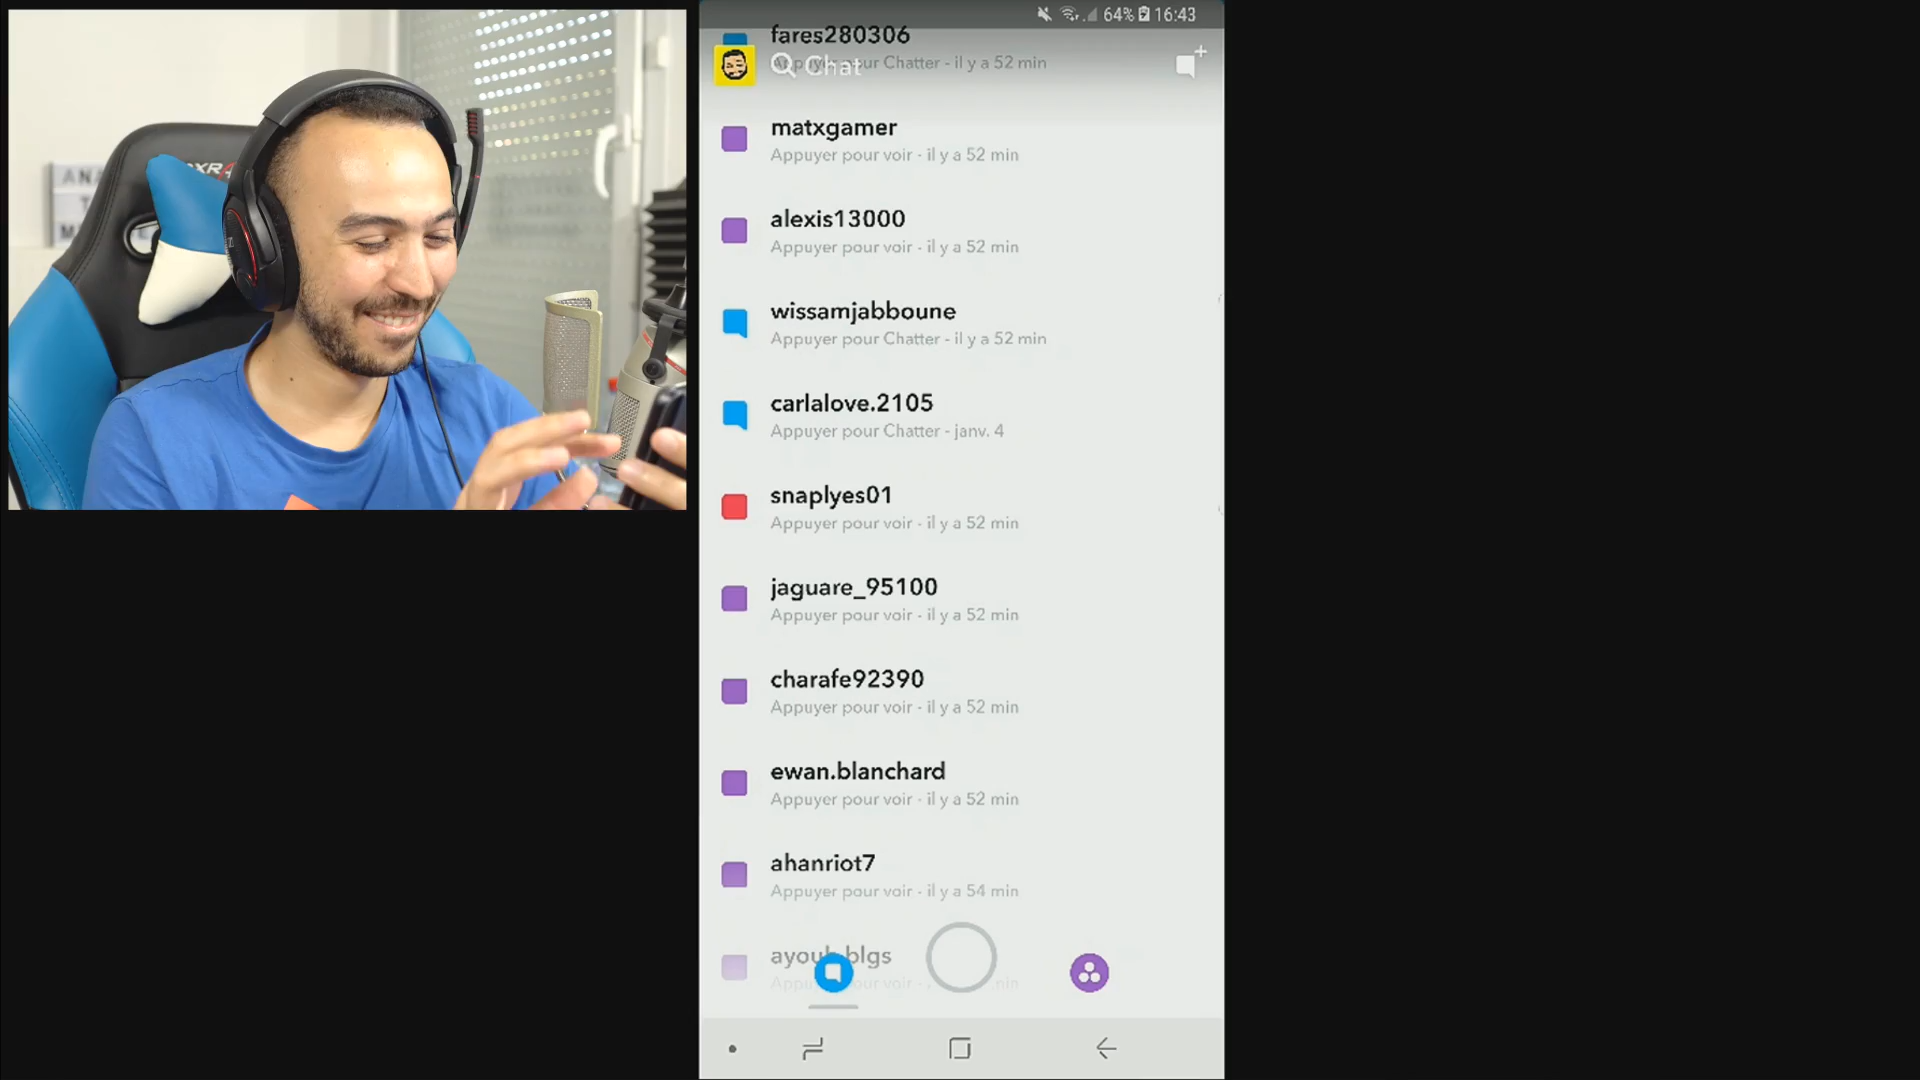 64% 16:43
fares280306
Appuyer pour Chatter - il y a 52 min
Chat
matxgamer
Appuyer pour voir - il y a 52 min
alexis13000
Appuyer pour voir - il y a 52 min
wissamjabboune
Appuyer pour Chatter - il y a 52 min
carlalove.2105
Appuyer pour Chatter - janv. 4
snaplyes01
Appuyer pour voir - il y a 52 min
jaguare_95100
Appuyer pour voir - il y a 52 min
charafe92390
Appuyer pour voir - il y a 52 min
ewan.blanchard
Appuyer pour voir - il y a 52 min
ahanriot7
Appuyer pour voir - il y a 54 min